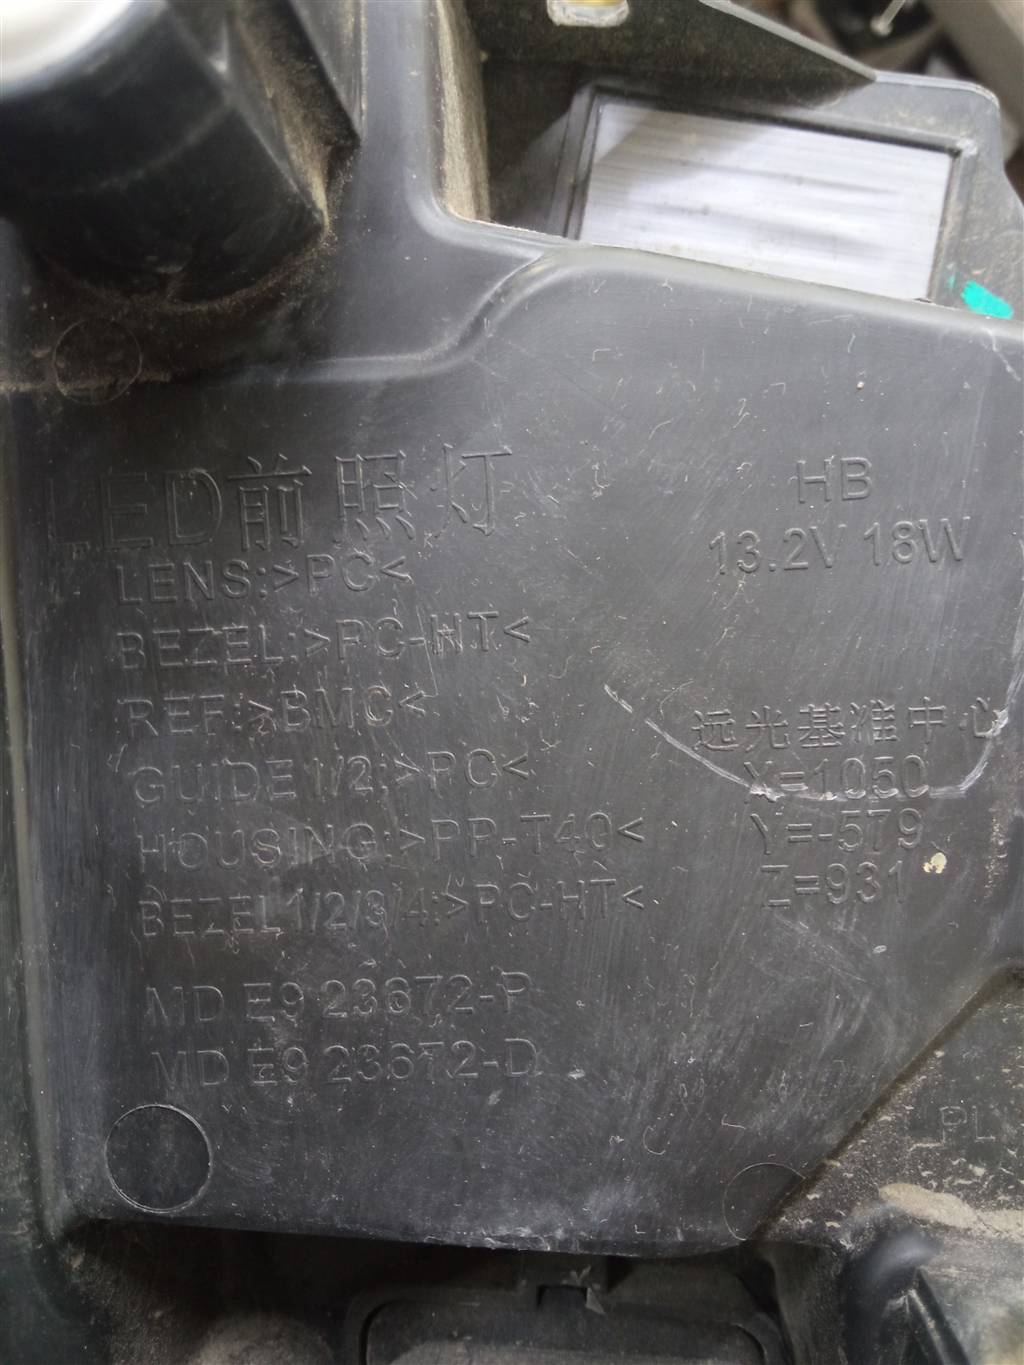 LED前照灯
LENS:>PC<
BEZEL:>PC-HT<
REF:>BMC<
GUIDE1/2:>PC<
HOUSING:>PP-T40<
BEZEL1/2/3/4:>PC-HT<
MD E9 23672-P
MD E9 23672-D
HB
13.2V 18W
远光基准中心
X=1050
Y=-579
Z=931
PL